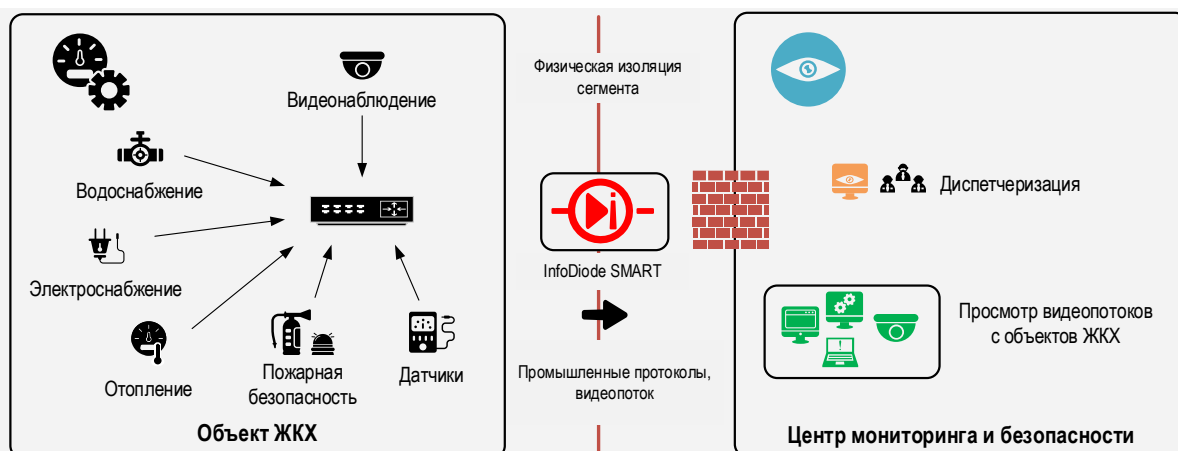 Видеонаблюдение
Водоснабжение
Электроснабжение
Отопление
Пожарная
безопасность
Датчики
Объект ЖКХ
Физическая изоляция
сегмента
InfoDiode SMART
Промышленные протоколы,
видеопоток
Диспетчеризация
Просмотр видеопотоков
с объектов ЖКХ
Центр мониторинга и безопасности